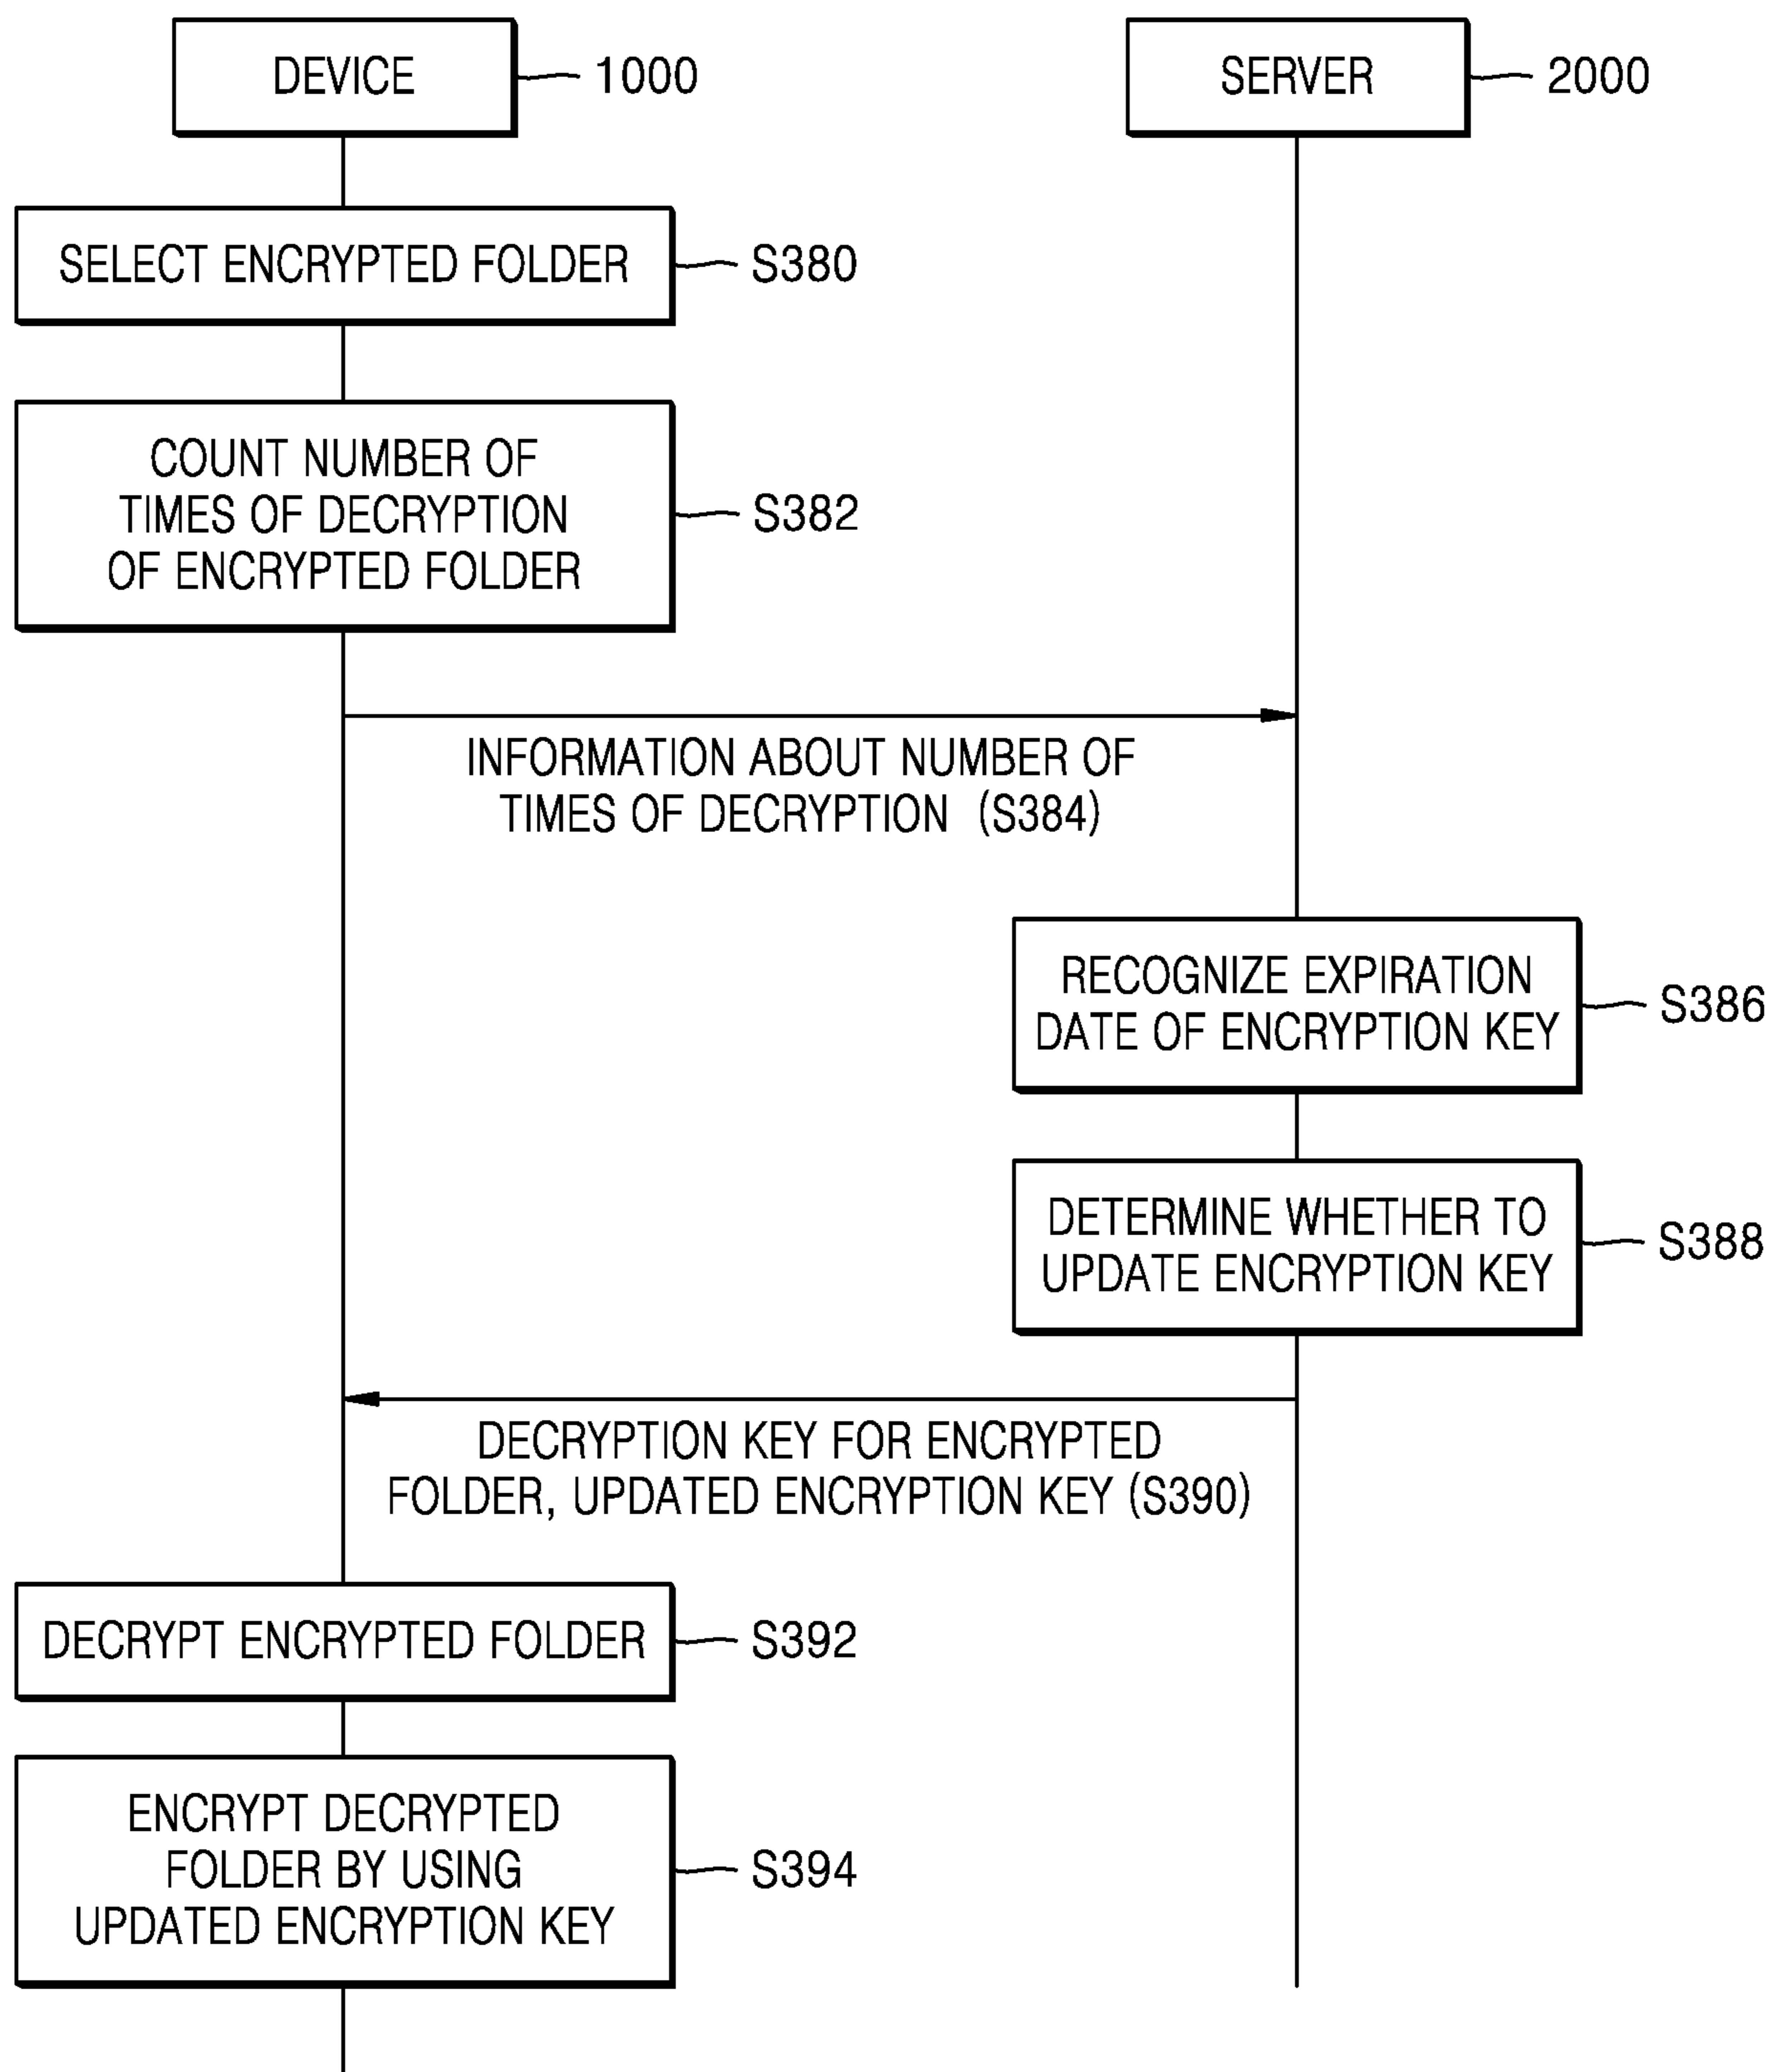 DEVICE
1000
SERVER
2000
SELECT ENCRYPTED FOLDER
S380
COUNT NUMBER OF
TIMES OF DECRYPTION
OF ENCRYPTED FOLDER
S382
INFORMATION ABOUT NUMBER OF
TIMES OF DECRYPTION (S384)
RECOGNIZE EXPIRATION
DATE OF ENCRYPTION KEY
S386
DETERMINE WHETHER TO
UPDATE ENCRYPTION KEY
S388
DECRYPTION KEY FOR ENCRYPTED
FOLDER, UPDATED ENCRYPTION KEY (S390)
DECRYPT ENCRYPTED FOLDER
S392
ENCRYPT DECRYPTED
FOLDER BY USING
UPDATED ENCRYPTION KEY
S394